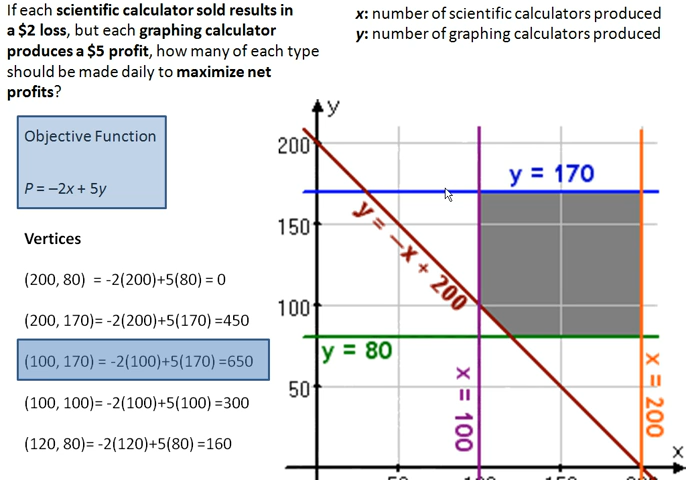 If each scientific calculator sold results in
a $2 loss, but each graphing calculator
produces a $5 profit, how many of each type
should be made daily to maximize net
profits?
x: number of scientific calculators produced
y: number of graphing calculators produced
Objective Function
P = −2x + 5y
Vertices
(200, 80) = -2(200)+5(80) = 0
(200, 170)= -2(200)+5(170) =450
(100, 170) = -2(100)+5(170) =650
(100, 100)= -2(100)+5(100) =300
(120, 80)= -2(120)+5(80) =160
y
200
y = 170
150
y = −x + 200
100
y = 80
50
x = 100
x = 200
x